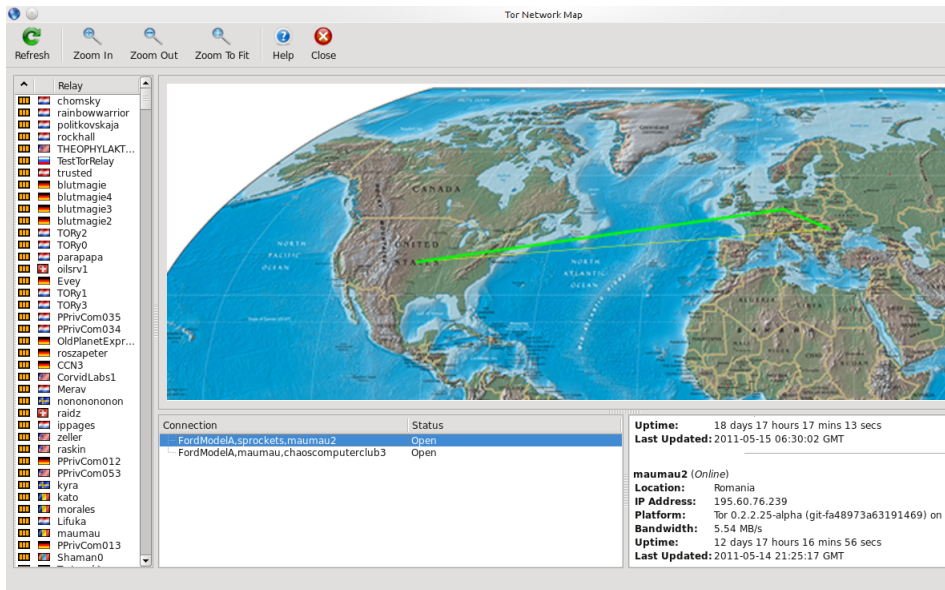 Tor Network Map
Refresh Zoom In Zoom Out Zoom To Fit Help Close
Relay
chomsky
rainbowwarrior
politkovskaja
rockhall
THEOPHYLAKT...
TestTorRelay
trusted
blutmagie
blutmagie4
blutmagie3
blutmagie2
TORy2
TORy0
parapapa
oilsrv1
Evey
TORy1
TORy3
PPrivCom035
PPrivCom034
OldPlanetExpr...
roszapeter
CCN3
CorvidLabs1
Merav
nononononon
raidz
ippages
zeller
raskin
PPrivCom012
PPrivCom053
kyra
kato
morales
Lifuka
maumau
PPrivCom013
Shaman0
CANADA
UNITED
STATES
NORTH
PACIFIC
OCEAN
NORTH
ATLANTIC
OCEAN
Connection Status
FordModelA,sprockets,maumau2 Open
FordModelA,maumau,chaoscomputerclub3 Open
Uptime: 18 days 17 hours 17 mins 13 secs
Last Updated: 2011-05-15 06:30:02 GMT
maumau2 (Online)
Location: Romania
IP Address: 195.60.76.239
Platform: Tor 0.2.2.25-alpha (git-fa48973a63191469) on
Bandwidth: 5.54 MB/s
Uptime: 12 days 17 hours 16 mins 56 secs
Last Updated: 2011-05-14 21:25:17 GMT